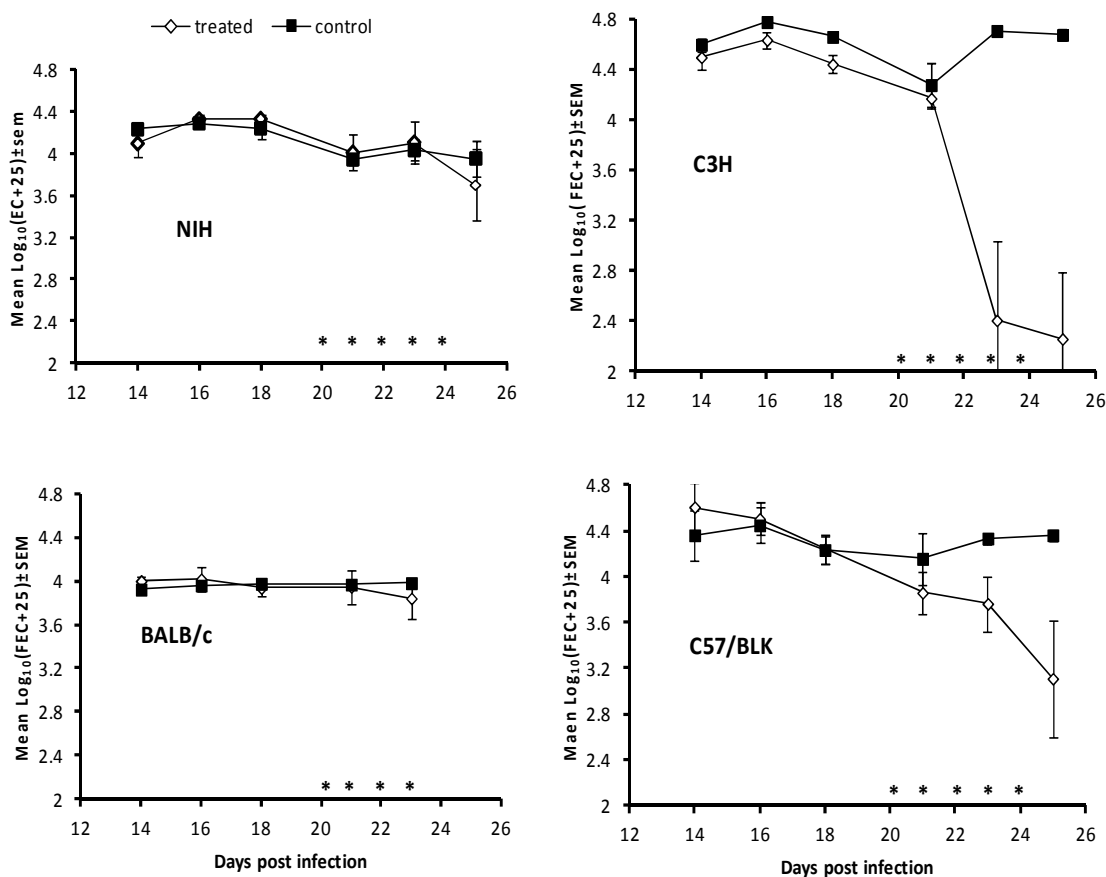 treated control
Mean Log10(EC+25)±sem
4.8
4.4
4
3.6
3.2
2.8
2.4
2
NIH
* * * * *
12 14 16 18 20 22 24 26
Mean Log10( FEC+25)±SEM
4.8
4.4
4
3.6
3.2
2.8
2.4
2
C3H
* * * * *
12 14 16 18 20 22 24 26
Mean Log10(FEC+25)±SEM
4.8
4.4
4
3.6
3.2
2.8
2.4
2
BALB/c
* * * *
12 14 16 18 20 22 24 26
Days post infection
Maen Log10(FEC+25)±SEM
4.8
4.4
4
3.6
3.2
2.8
2.4
2
C57/BLK
* * * * *
12 14 16 18 20 22 24 26
Days post infection